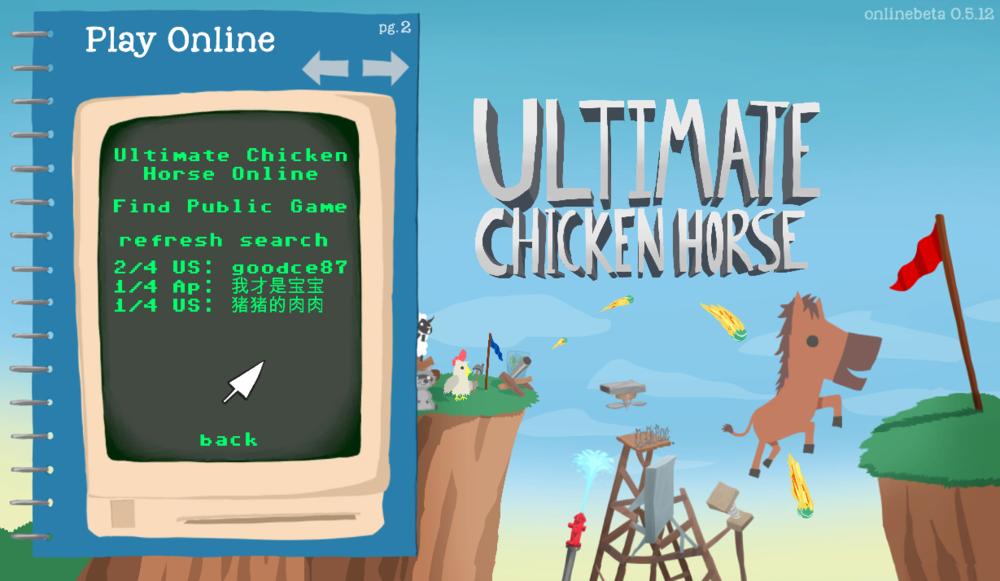 Play Online
pg.2
onlinebeta 0.5.12
Ultimate Chicken
Horse Online
Find Public Game
refresh search
2/4 US: goodce87
1/4 Ap: 我才是宝宝
1/4 US: 猪猪的肉肉
back
ULTIMATE
CHICKEN HORSE